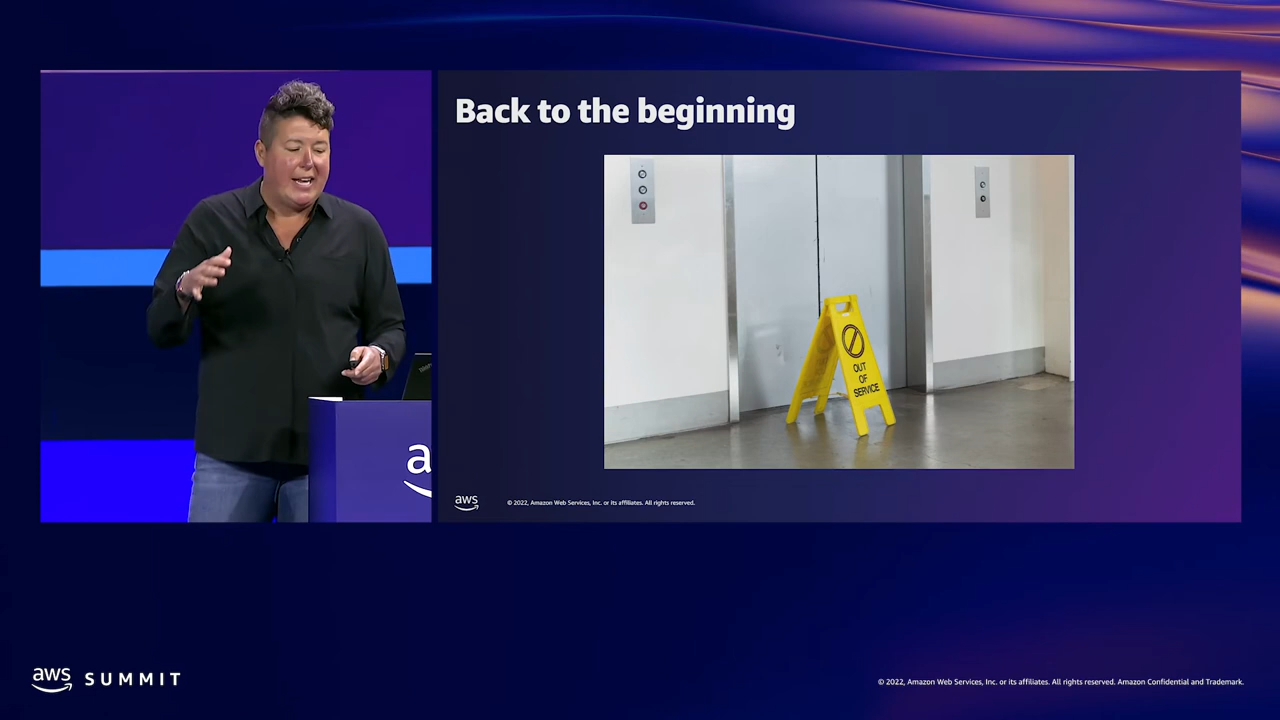 Back to the beginning
OUT
OF
SERVICE
aws
© 2022, Amazon Web Services, Inc. or its affiliates. All rights reserved.
a
aws SUMMIT
© 2022, Amazon Web Services, Inc. or its affiliates. All rights reserved. Amazon Confidential and Trademark.